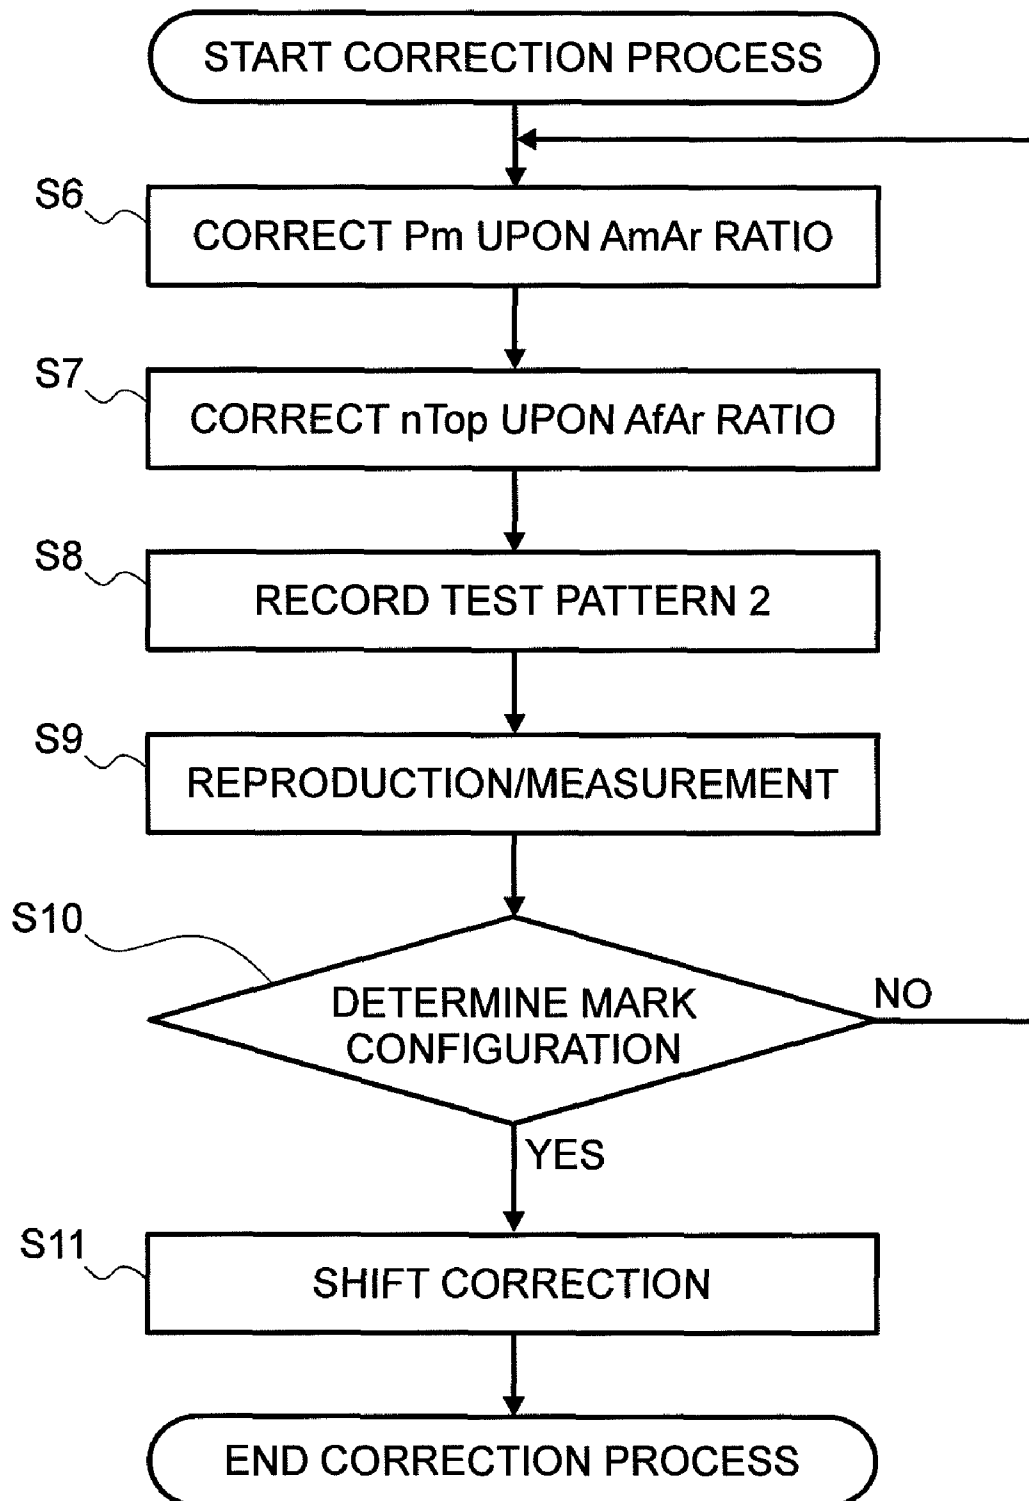 START CORRECTION PROCESS
S6
CORRECT Pm UPON AmAr RATIO
S7
CORRECT nTop UPON AfAr RATIO
S8
RECORD TEST PATTERN 2
S9
REPRODUCTION/MEASUREMENT
S10
DETERMINE MARK
CONFIGURATION
NO
YES
S11
SHIFT CORRECTION
END CORRECTION PROCESS